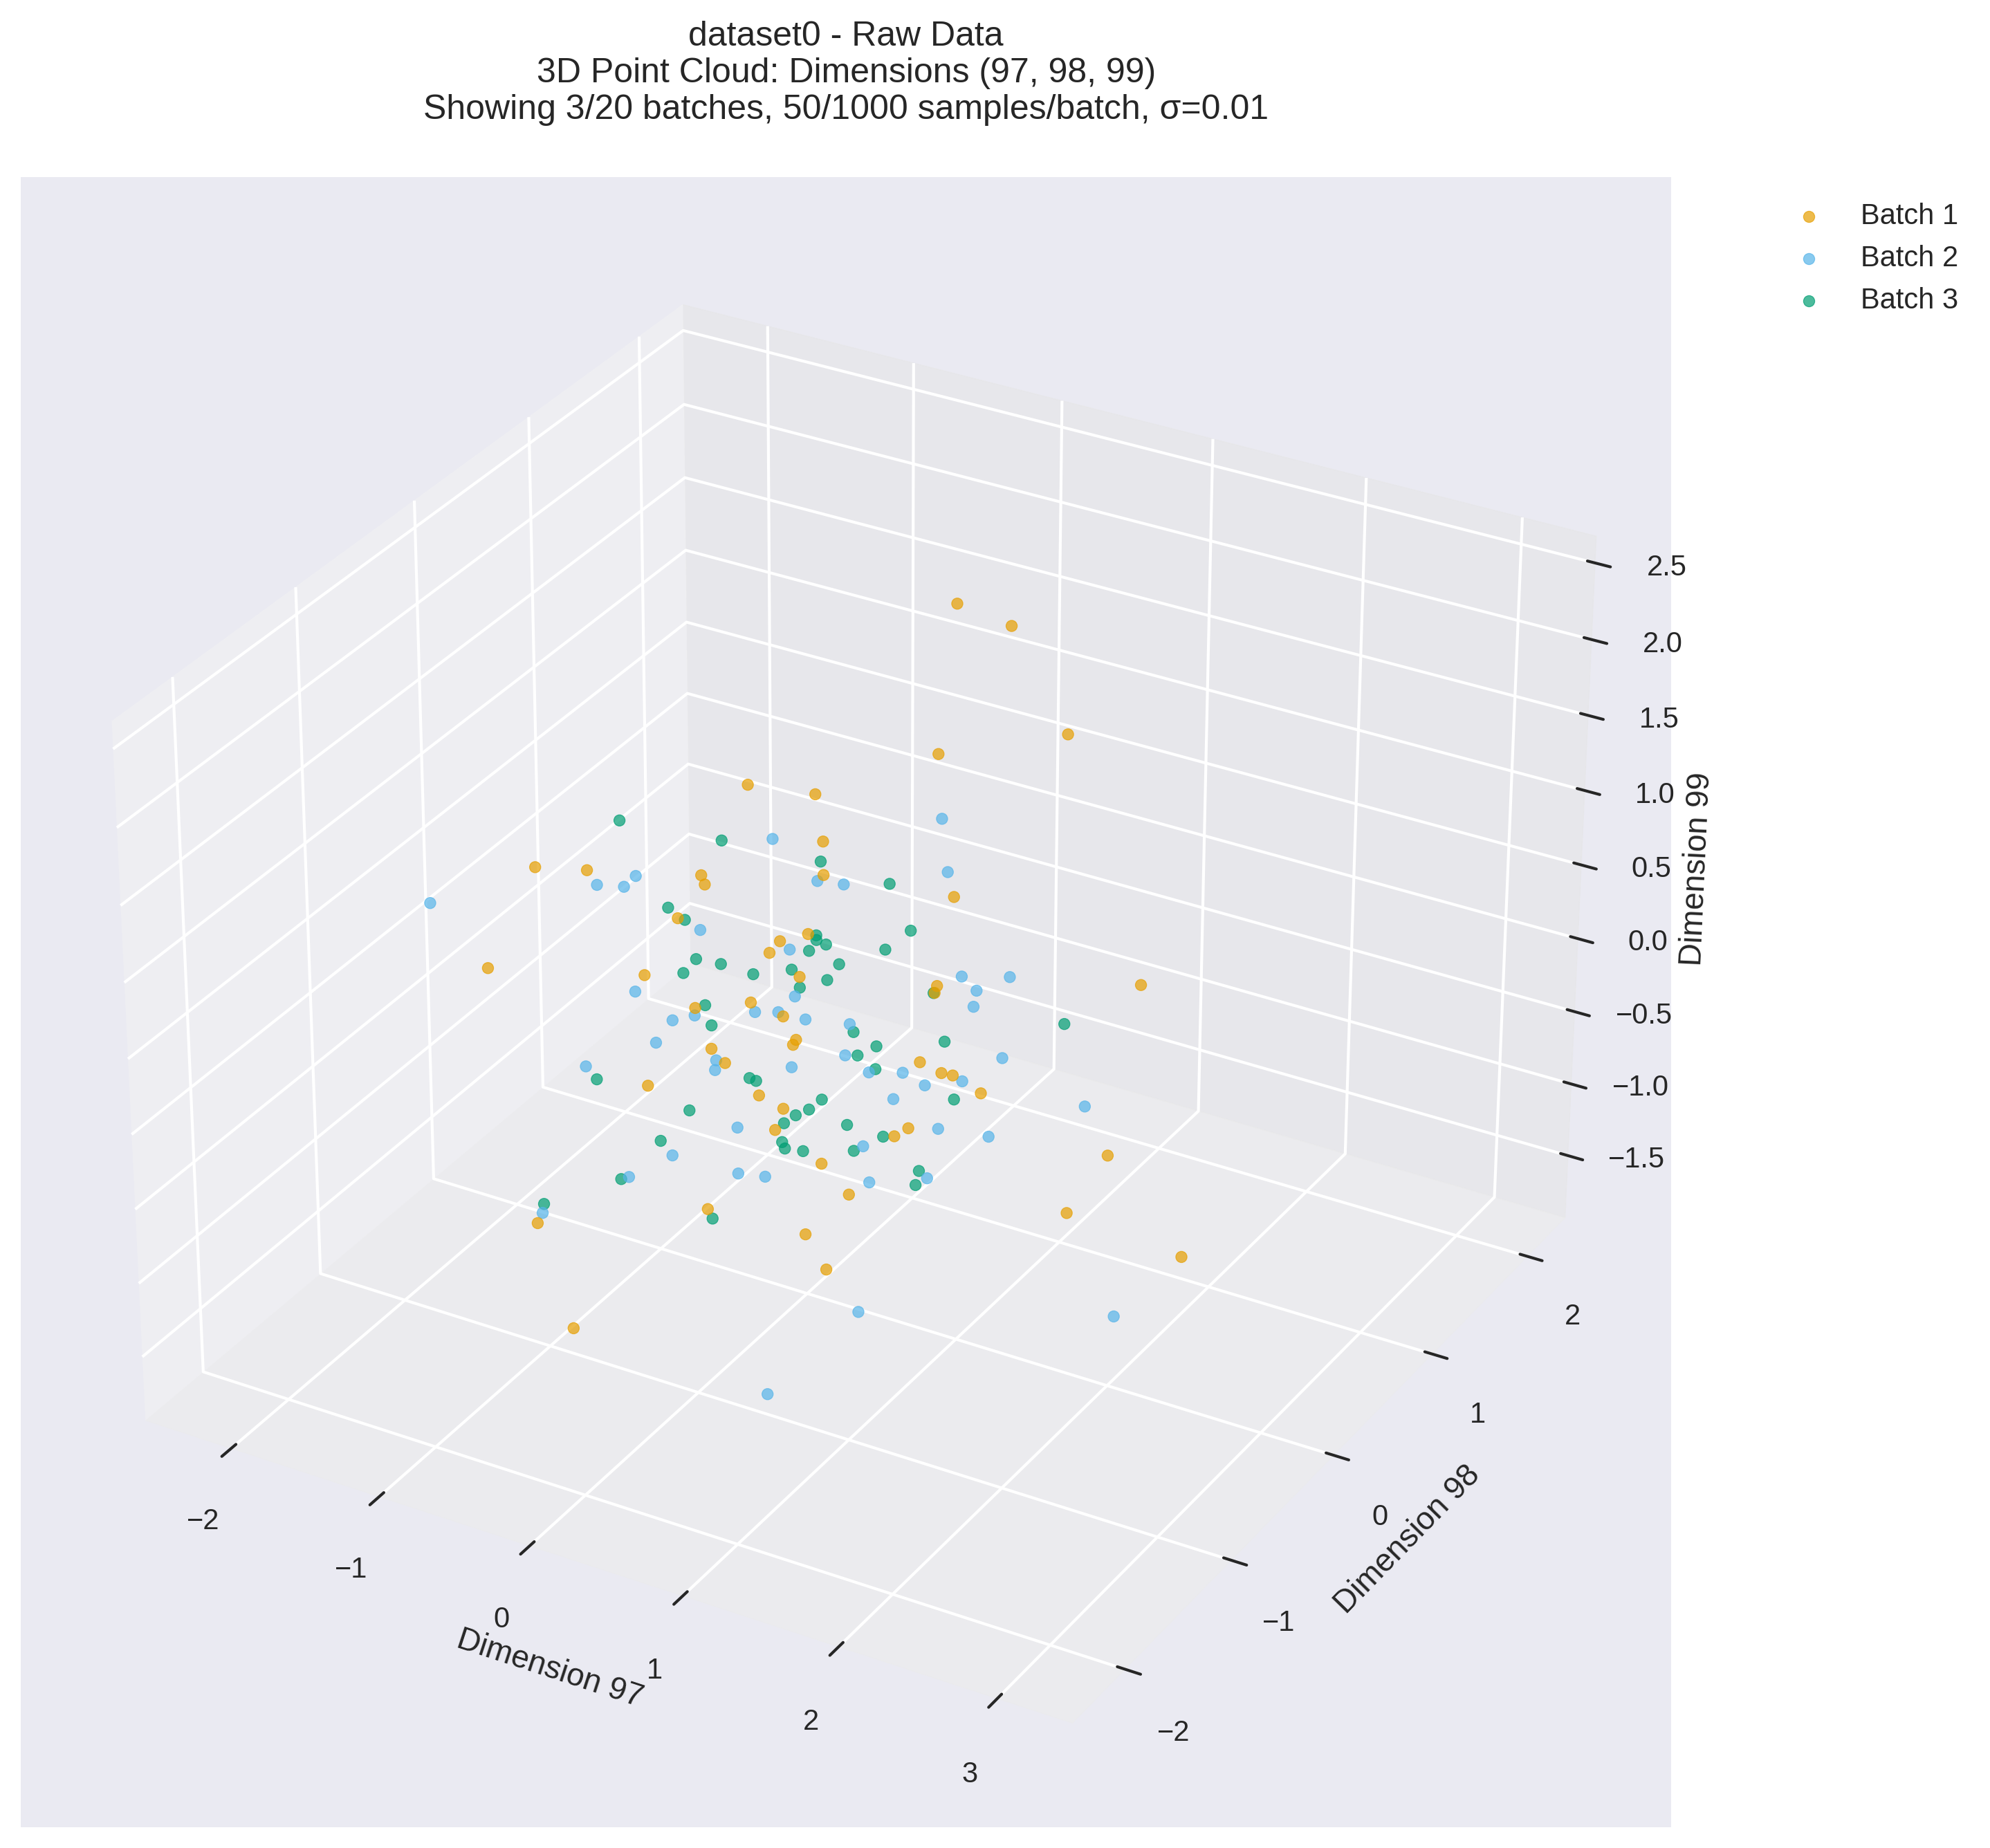 dataset0 - Raw Data
3D Point Cloud: Dimensions (97, 98, 99)
Showing 3/20 batches, 50/1000 samples/batch, σ=0.01
Batch 1
Batch 2
Batch 3
2.5
2.0
1.5
1.0
0.5
0.0
−0.5
−1.0
−1.5
Dimension 99
2
1
0
−1
−2
Dimension 98
−2
−1
0
1
2
3
Dimension 97